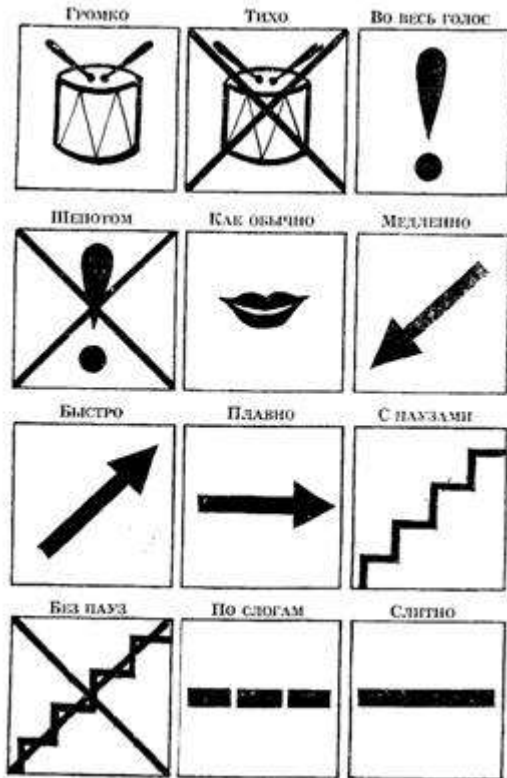 Громко Тихо Во весь голос
Шепотом Как обычно Медленно
Быстро Плавно С паузами
Без пауз По слогам Слитно